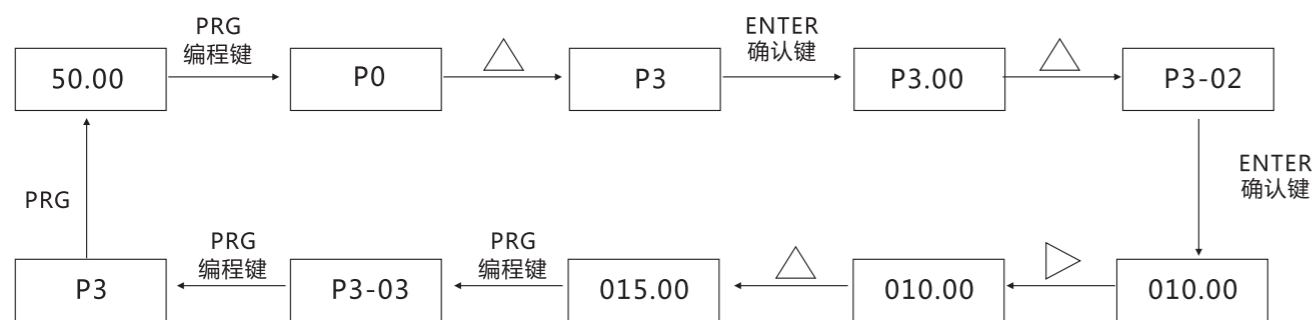 PRG
编程键
ENTER
确认键
50.00
P0
P3
P3.00
P3-02
ENTER
确认键
PRG
PRG
编程键
PRG
编程键
P3
P3-03
015.00
010.00
010.00